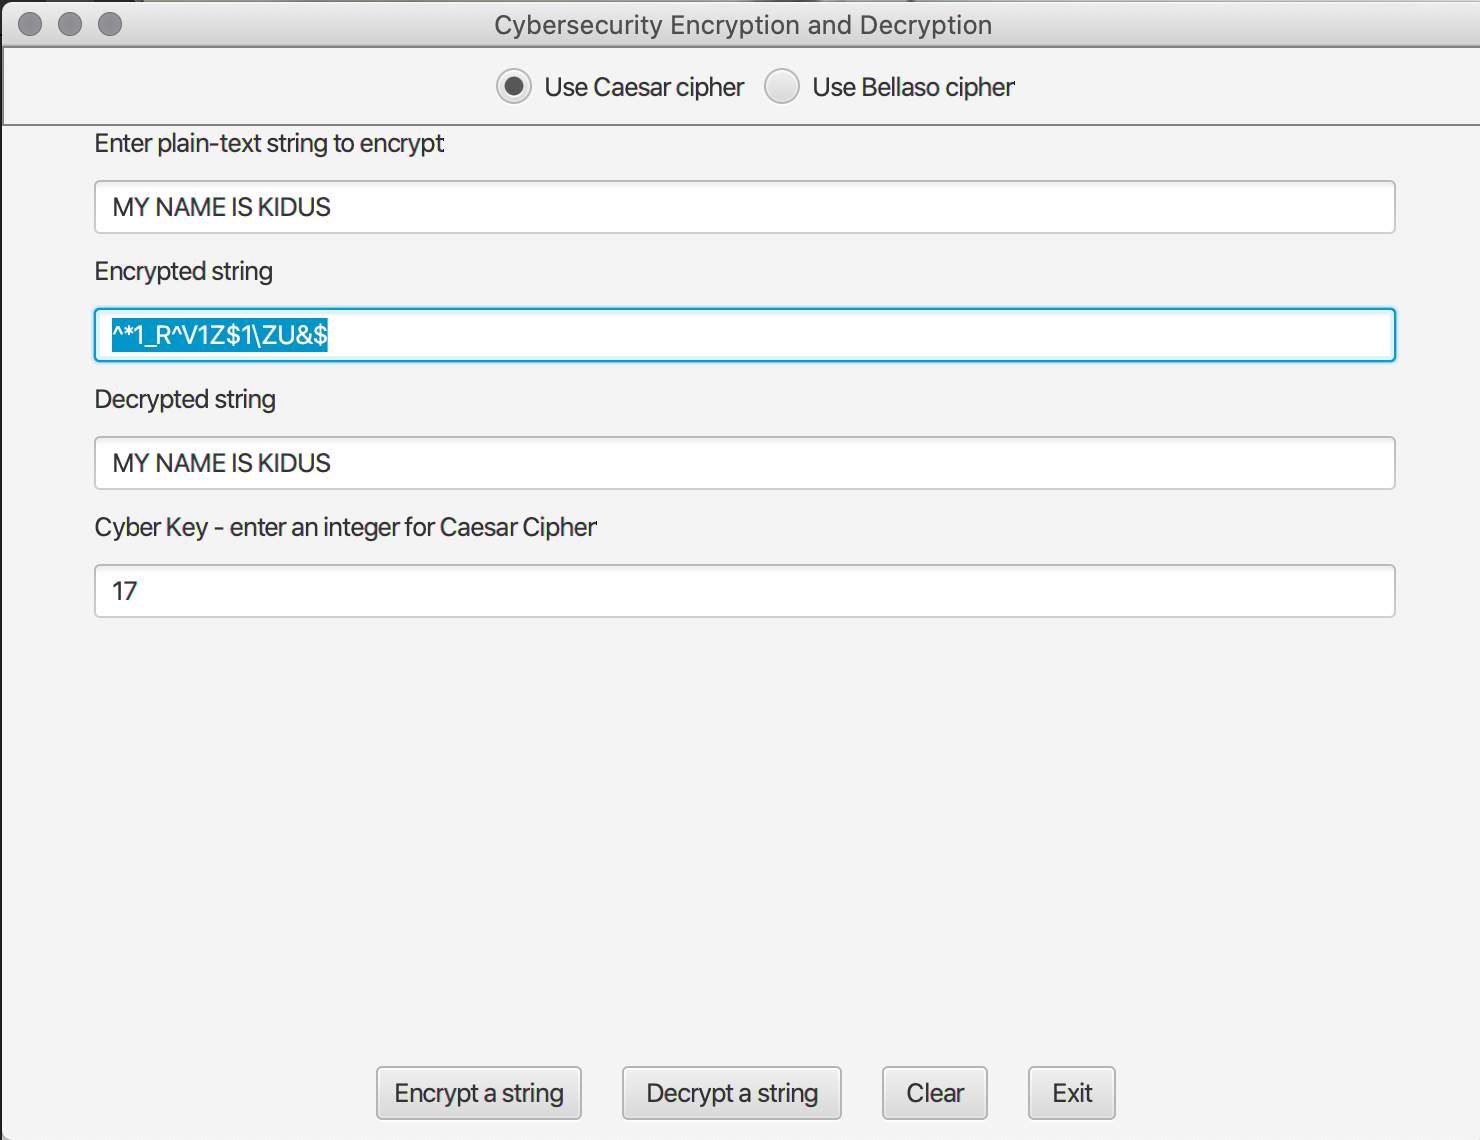 Cybersecurity Encryption and Decryption
Use Caesar cipher Use Bellaso cipher
Enter plain-text string to encrypt
MY NAME IS KIDUS
Encrypted string
^*1_R^V1Z$1\ZU&$
Decrypted string
MY NAME IS KIDUS
Cyber Key - enter an integer for Caesar Cipher
17
Encrypt a string Decrypt a string Clear Exit